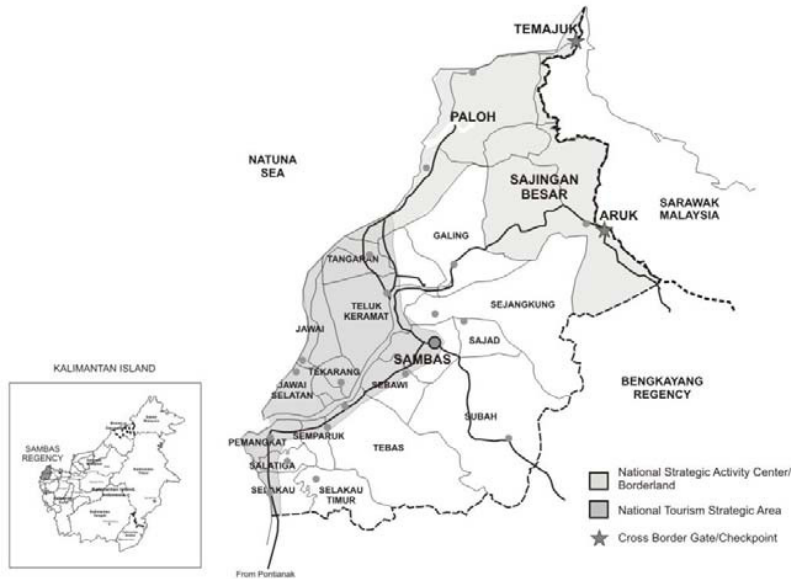 TEMAJUK
PALOH
NATUNA
SEA
SAJINGAN
BESAR
SARAWAK
MALAYSIA
ARUK
GALING
TANGARAN
TELUK
KERAMAT
SEJANGKUNG
JAWAI
SAJAD
SAMBAS
TEKARANG
JAWAI
SELATAN
SEBAWI
BENGKAYANG
REGENCY
SUBAH
SEMPARUK
PEMANGKAT
TEBAS
SALATIGA
SELAKAU
SELAKAU
TIMUR
From Pontianak
KALIMANTAN ISLAND
SAMBAS
REGENCY
National Strategic Activity Center/
Borderland
National Tourism Strategic Area
Cross Border Gate/Checkpoint